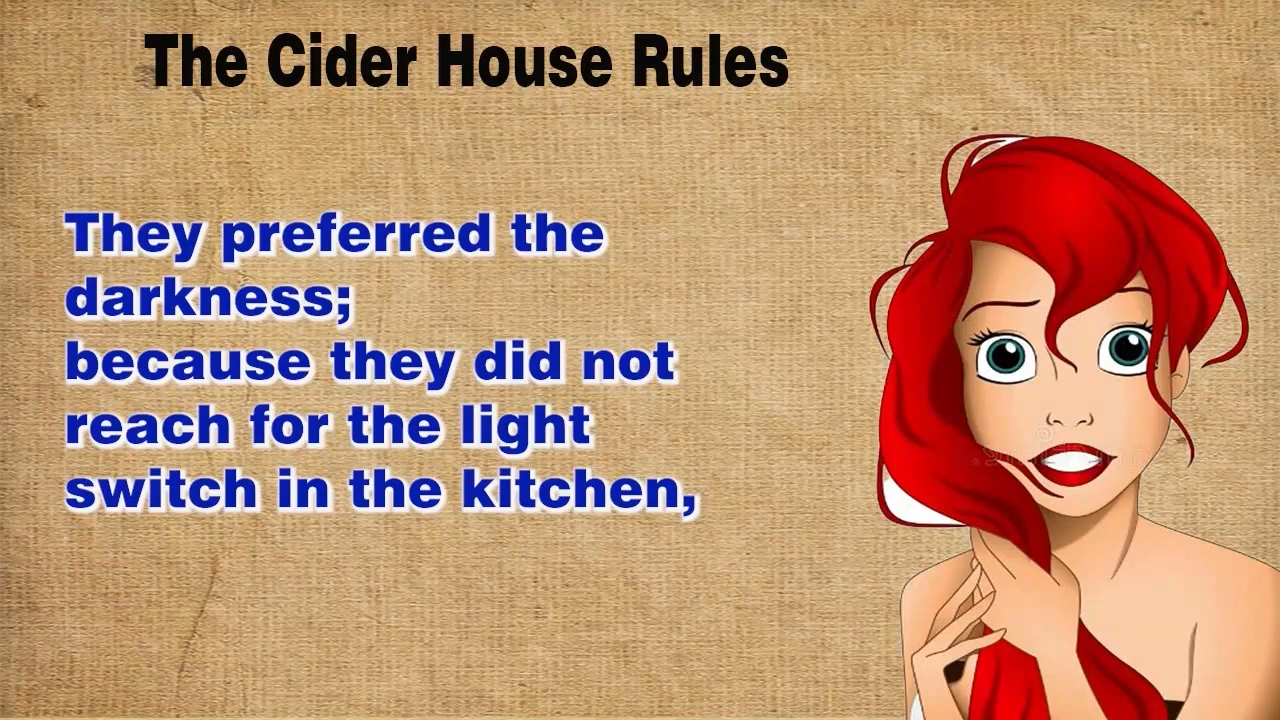 The Cider House Rules
They preferred the
darkness;
because they did not
reach for the light
switch in the kitchen,